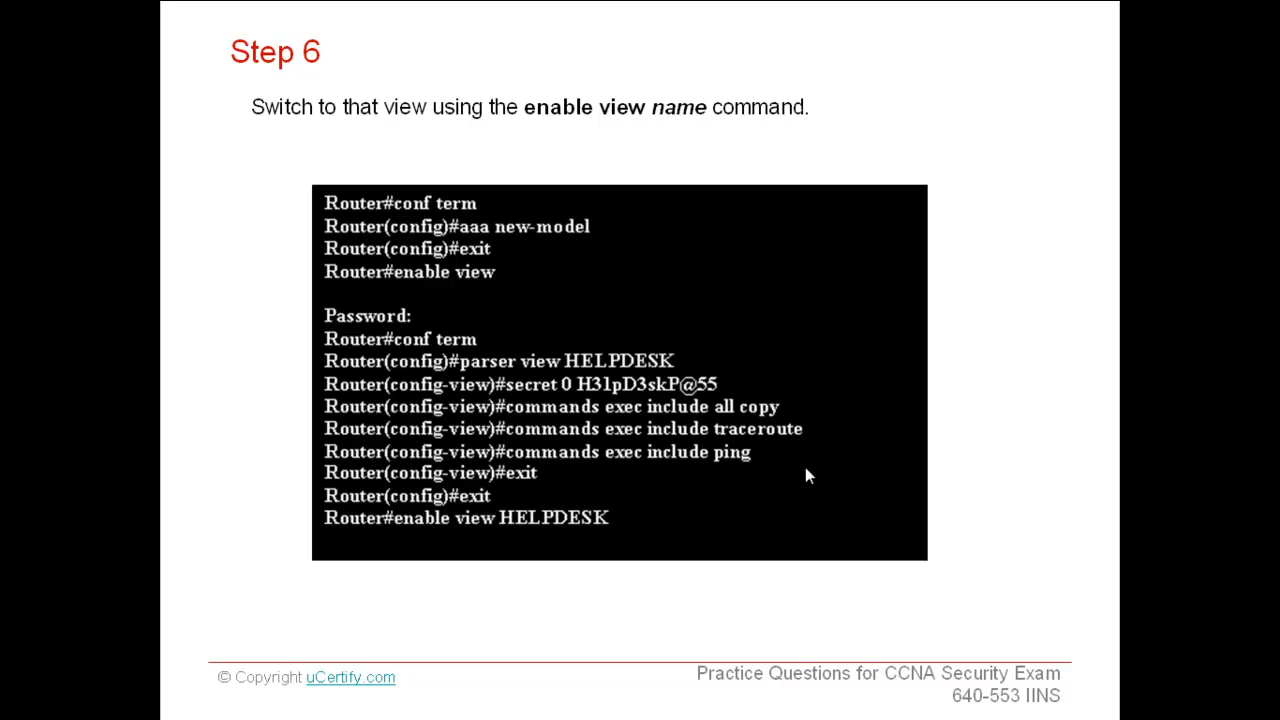 Step 6
Switch to that view using the enable view name command.
Router#conf term
Router(config)#aaa new-model
Router(config)#exit
Router#enable view
Password:
Router#conf term
Router(config)#parser view HELPDESK
Router(config-view)#secret 0 H31pD3skP@55
Router(config-view)#commands exec include all copy
Router(config-view)#commands exec include traceroute
Router(config-view)#commands exec include ping
Router(config-view)#exit
Router(config)#exit
Router#enable view HELPDESK
© Copyright uCertify.com
Practice Questions for CCNA Security Exam
640-553 IINS